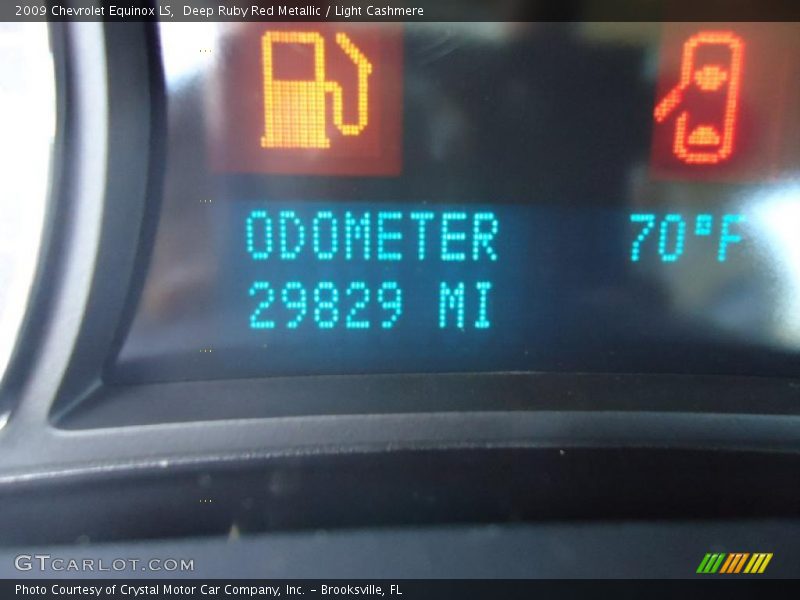 2009 Chevrolet Equinox LS,  Deep Ruby Red Metallic / Light Cashmere
ODOMETER 70°F
29829 MI
GTCARLOT.COM
Photo Courtesy of Crystal Motor Car Company, Inc. – Brooksville, FL